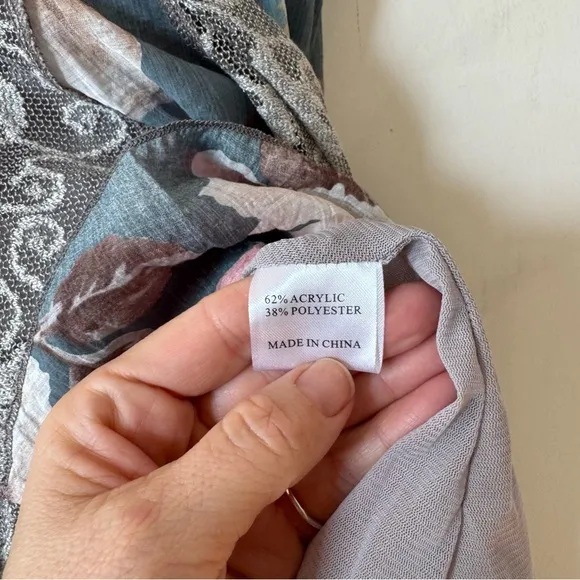 62% ACRYLIC
38% POLYESTER
MADE IN CHINA